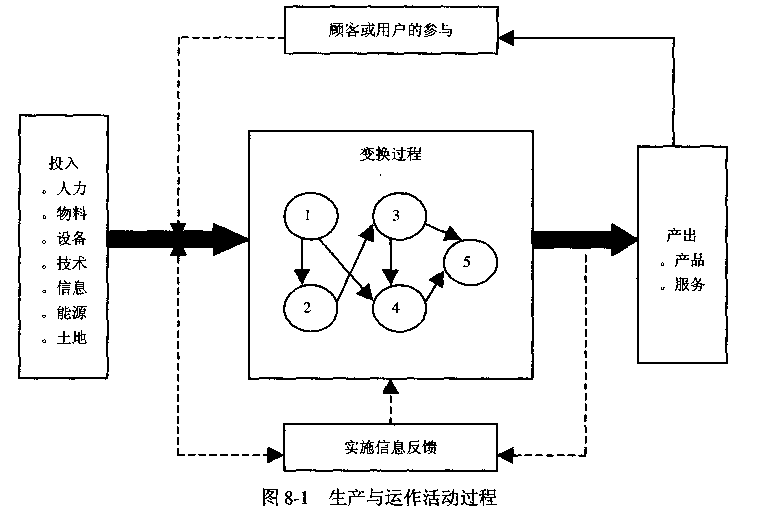 顾客或用户的参与
投入
。人力
。物料
。设备
。技术
。信息
。能源
。土地
变换过程
1
3
5
2
4
产出
。产品
。服务
实施信息反馈
图 8-1 生产与运作活动过程